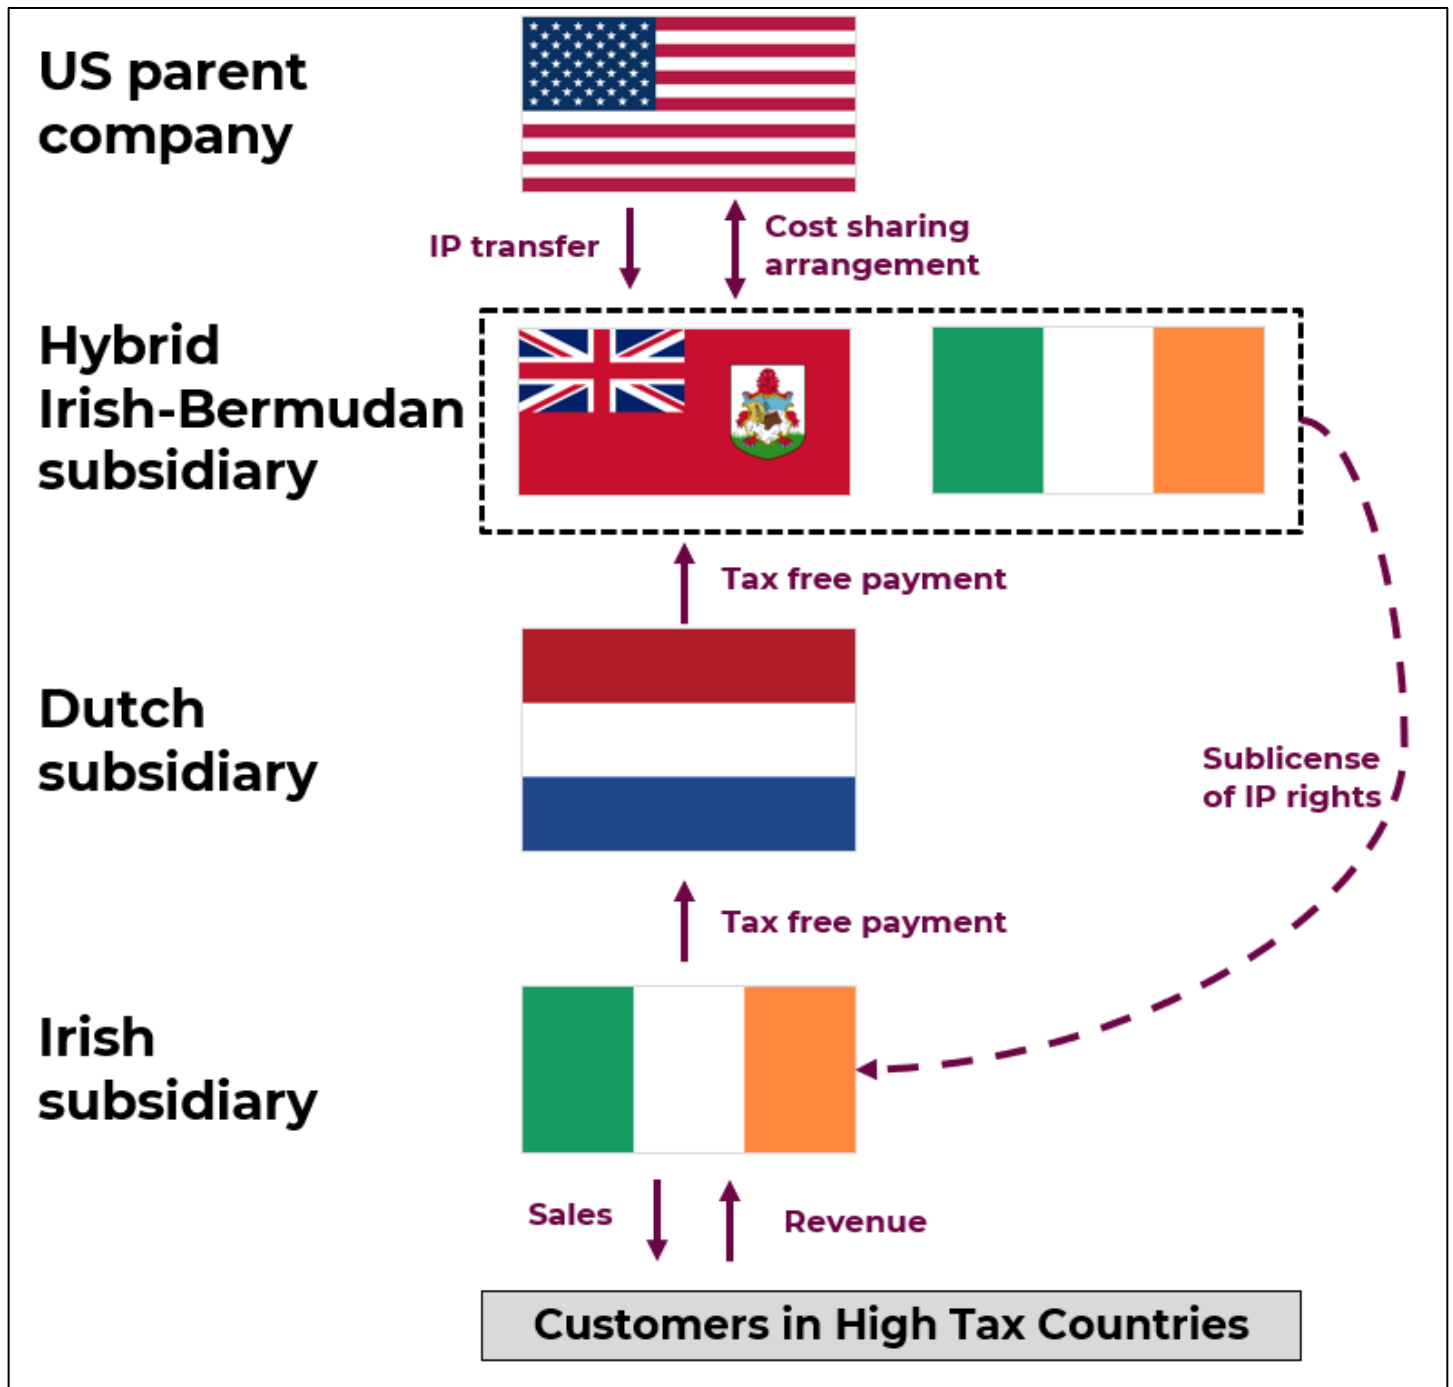 US parent
company
IP transfer
Cost sharing
arrangement
Hybrid
Irish-Bermudan
subsidiary
Tax free payment
Dutch
subsidiary
Sublicense
of IP rights
Tax free payment
Irish
subsidiary
Sales
Revenue
Customers in High Tax Countries